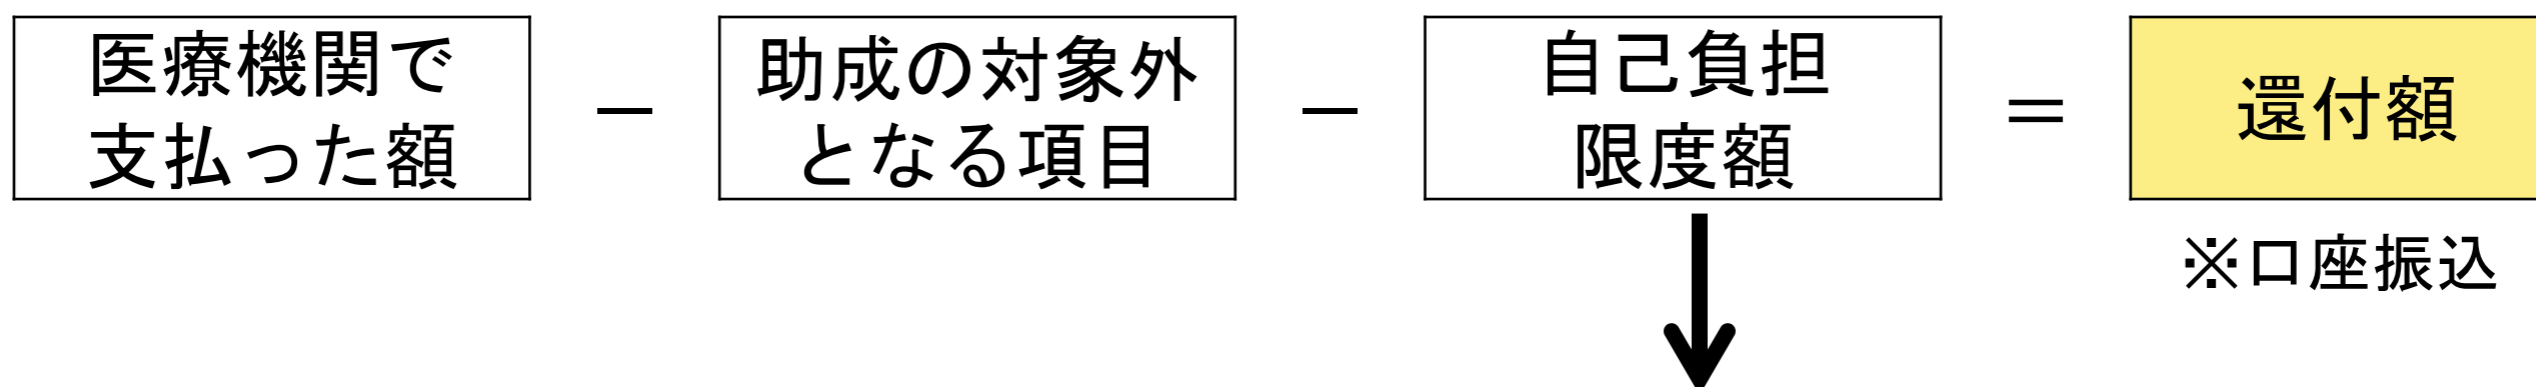 医療機関で
支払った額
－
助成の対象外
となる項目
－
自己負担
限度額
＝
還付額
※口座振込